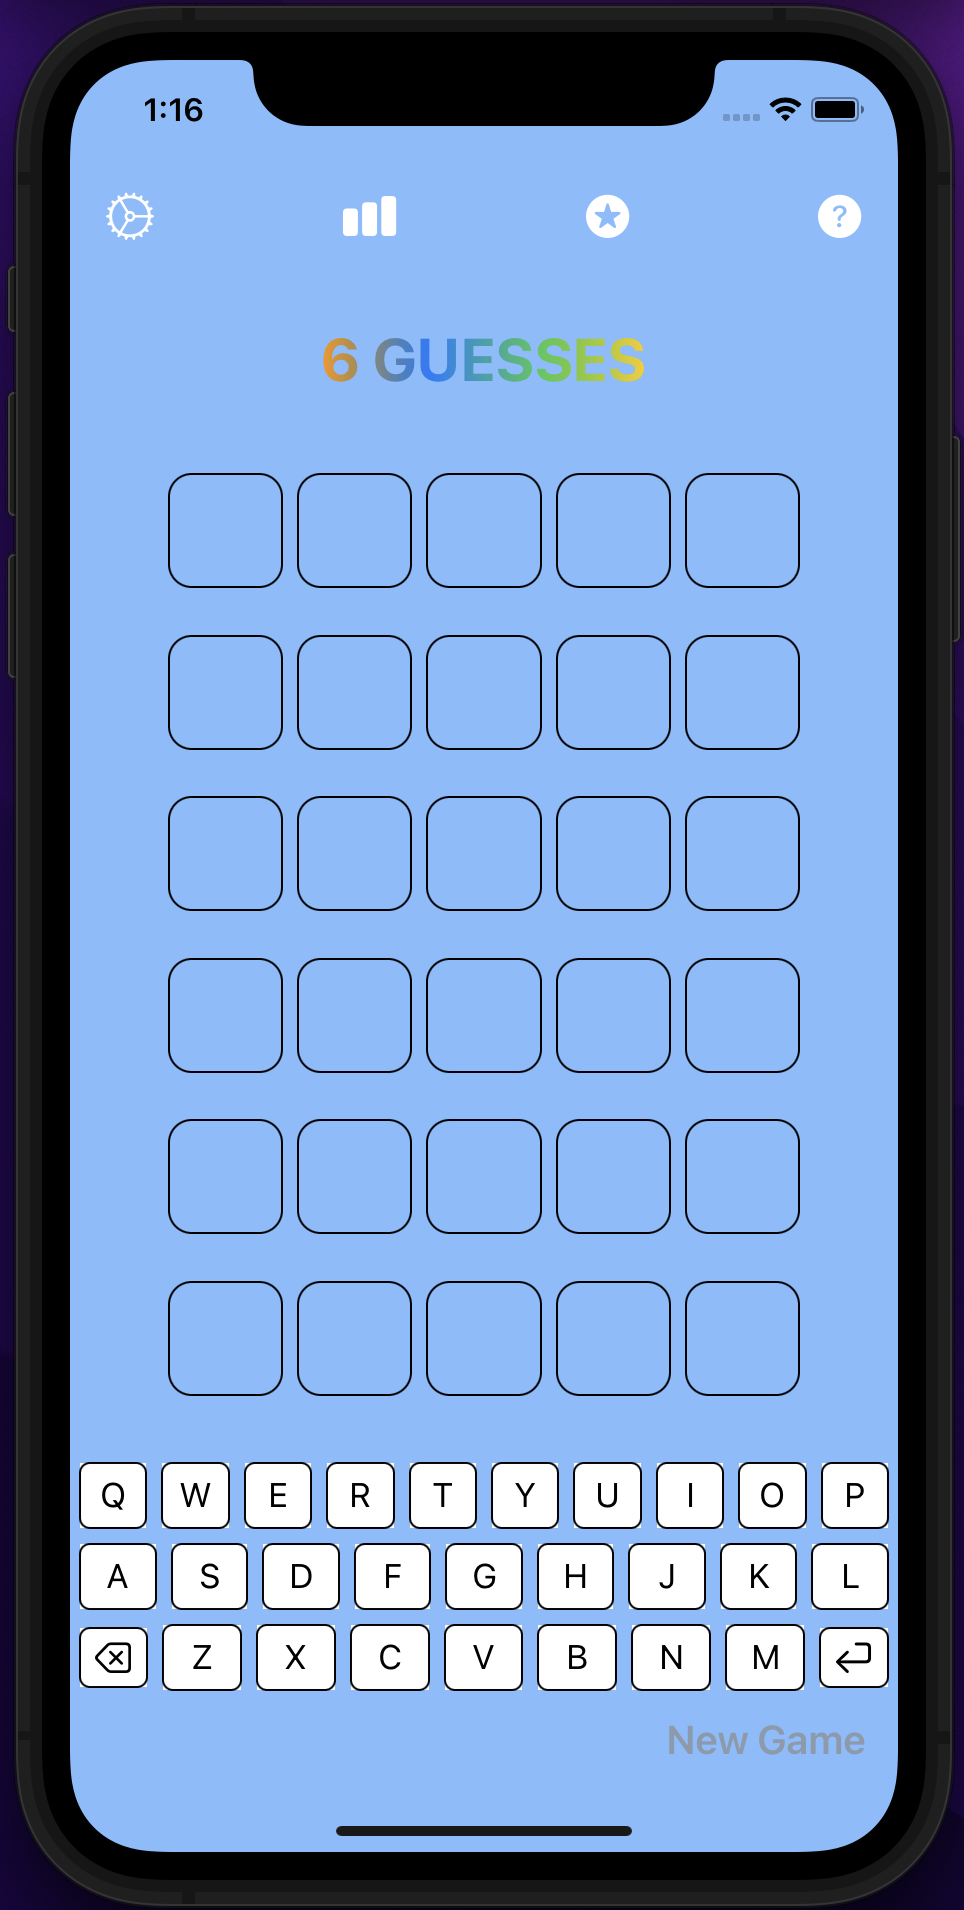 1:16
?
6 GUESSES
Q W E R T Y U I O P
A S D F G H J K L
Z X C V B N M
New Game